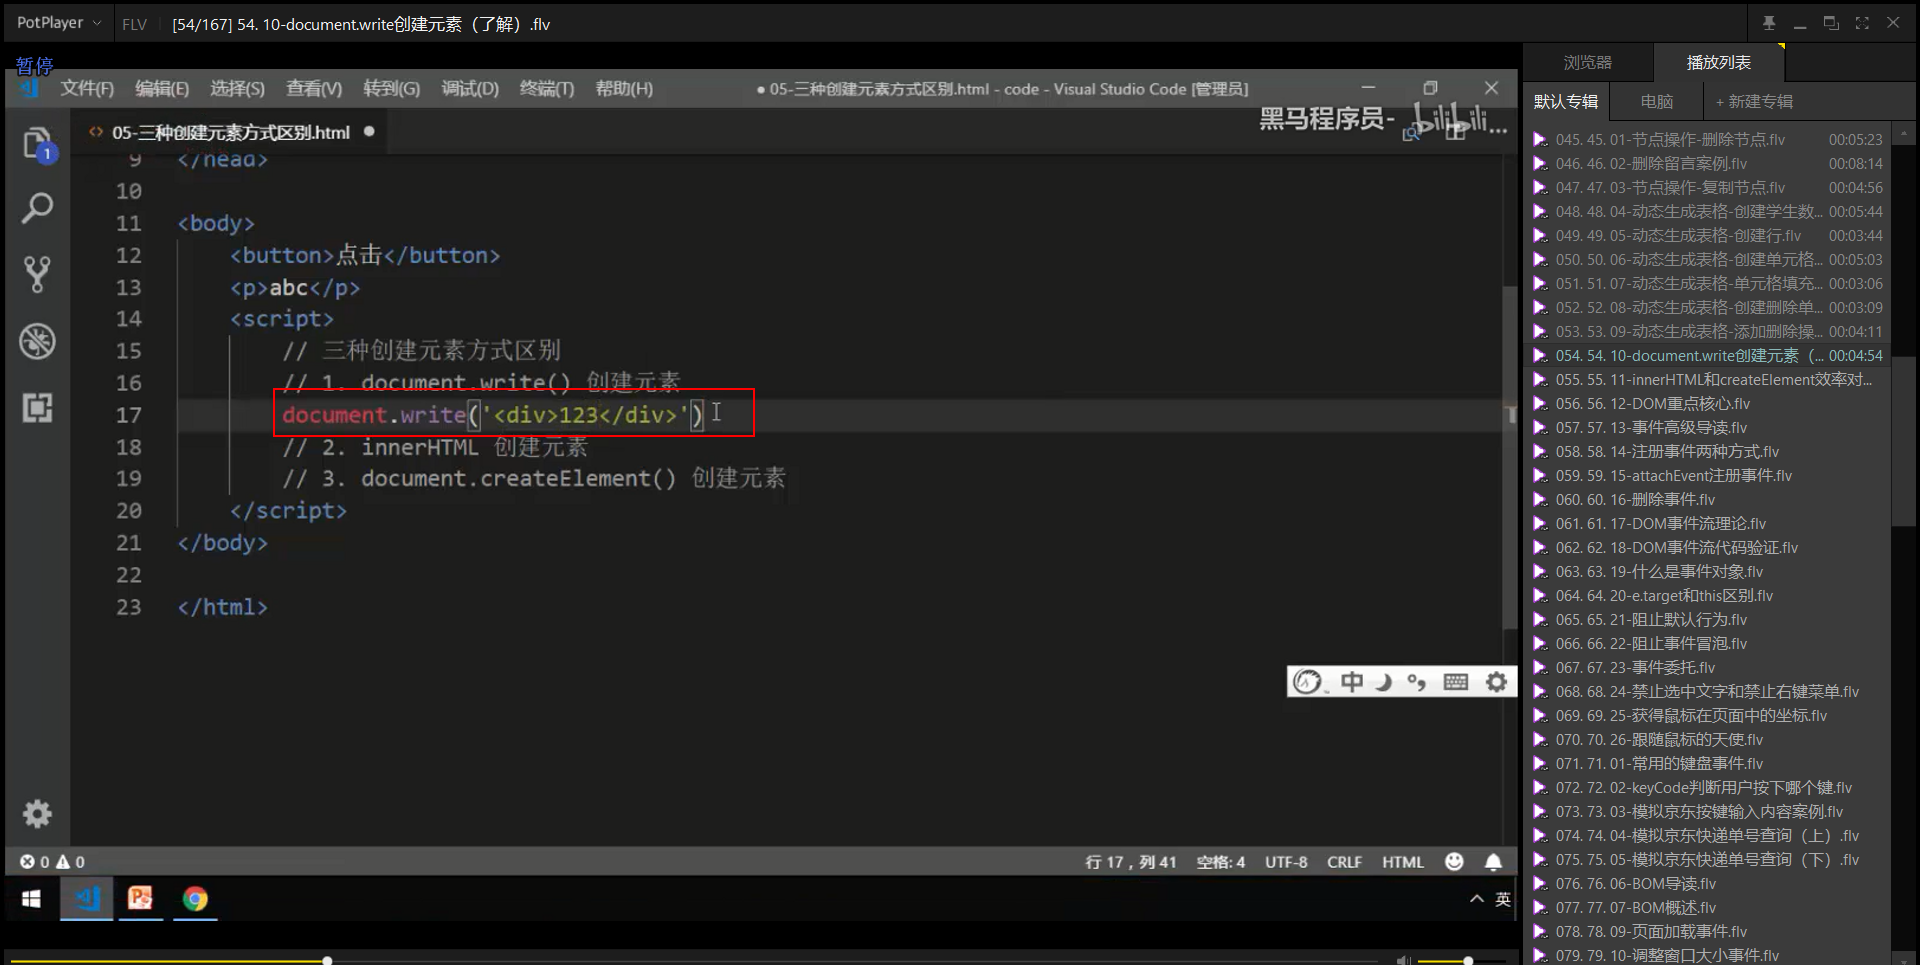 PotPlayer
FLV
[54/167] 54. 10-document.write创建元素（了解）.flv
暂停
文件(F) 编辑(E) 选择(S) 查看(V) 转到(G) 调试(D) 终端(T) 帮助(H)
● 05-三种创建元素方式区别.html - code - Visual Studio Code [管理员]
<> 05-三种创建元素方式区别.html ●
黑马程序员- bilibili
1
9 </head>
10
11 <body>
12 <button>点击</button>
13 <p>abc</p>
14 <script>
15 // 三种创建元素方式区别
16 // 1. document.write() 创建元素
17 document.write('<div>123</div>')
18 // 2. innerHTML 创建元素
19 // 3. document.createElement() 创建元素
20 </script>
21 </body>
22
23 </html>
中
0 0
行 17，列 41 空格: 4 UTF-8 CRLF HTML
英
浏览器 播放列表
默认专辑 电脑 + 新建专辑
045. 45. 01-节点操作-删除节点.flv 00:05:23
046. 46. 02-删除留言案例.flv 00:08:14
047. 47. 03-节点操作-复制节点.flv 00:04:56
048. 48. 04-动态生成表格-创建学生数... 00:05:44
049. 49. 05-动态生成表格-创建行.flv 00:03:44
050. 50. 06-动态生成表格-创建单元格... 00:05:03
051. 51. 07-动态生成表格-单元格填充... 00:03:06
052. 52. 08-动态生成表格-创建删除单... 00:03:09
053. 53. 09-动态生成表格-添加删除操... 00:04:11
054. 54. 10-document.write创建元素（... 00:04:54
055. 55. 11-innerHTML和createElement效率对...
056. 56. 12-DOM重点核心.flv
057. 57. 13-事件高级导读.flv
058. 58. 14-注册事件两种方式.flv
059. 59. 15-attachEvent注册事件.flv
060. 60. 16-删除事件.flv
061. 61. 17-DOM事件流理论.flv
062. 62. 18-DOM事件流代码验证.flv
063. 63. 19-什么是事件对象.flv
064. 64. 20-e.target和this区别.flv
065. 65. 21-阻止默认行为.flv
066. 66. 22-阻止事件冒泡.flv
067. 67. 23-事件委托.flv
068. 68. 24-禁止选中文字和禁止右键菜单.flv
069. 69. 25-获得鼠标在页面中的坐标.flv
070. 70. 26-跟随鼠标的天使.flv
071. 71. 01-常用的键盘事件.flv
072. 72. 02-keyCode判断用户按下哪个键.flv
073. 73. 03-模拟京东按键输入内容案例.flv
074. 74. 04-模拟京东快递单号查询（上）.flv
075. 75. 05-模拟京东快递单号查询（下）.flv
076. 76. 06-BOM导读.flv
077. 77. 07-BOM概述.flv
078. 78. 09-页面加载事件.flv
079. 79. 10-调整窗口大小事件.flv